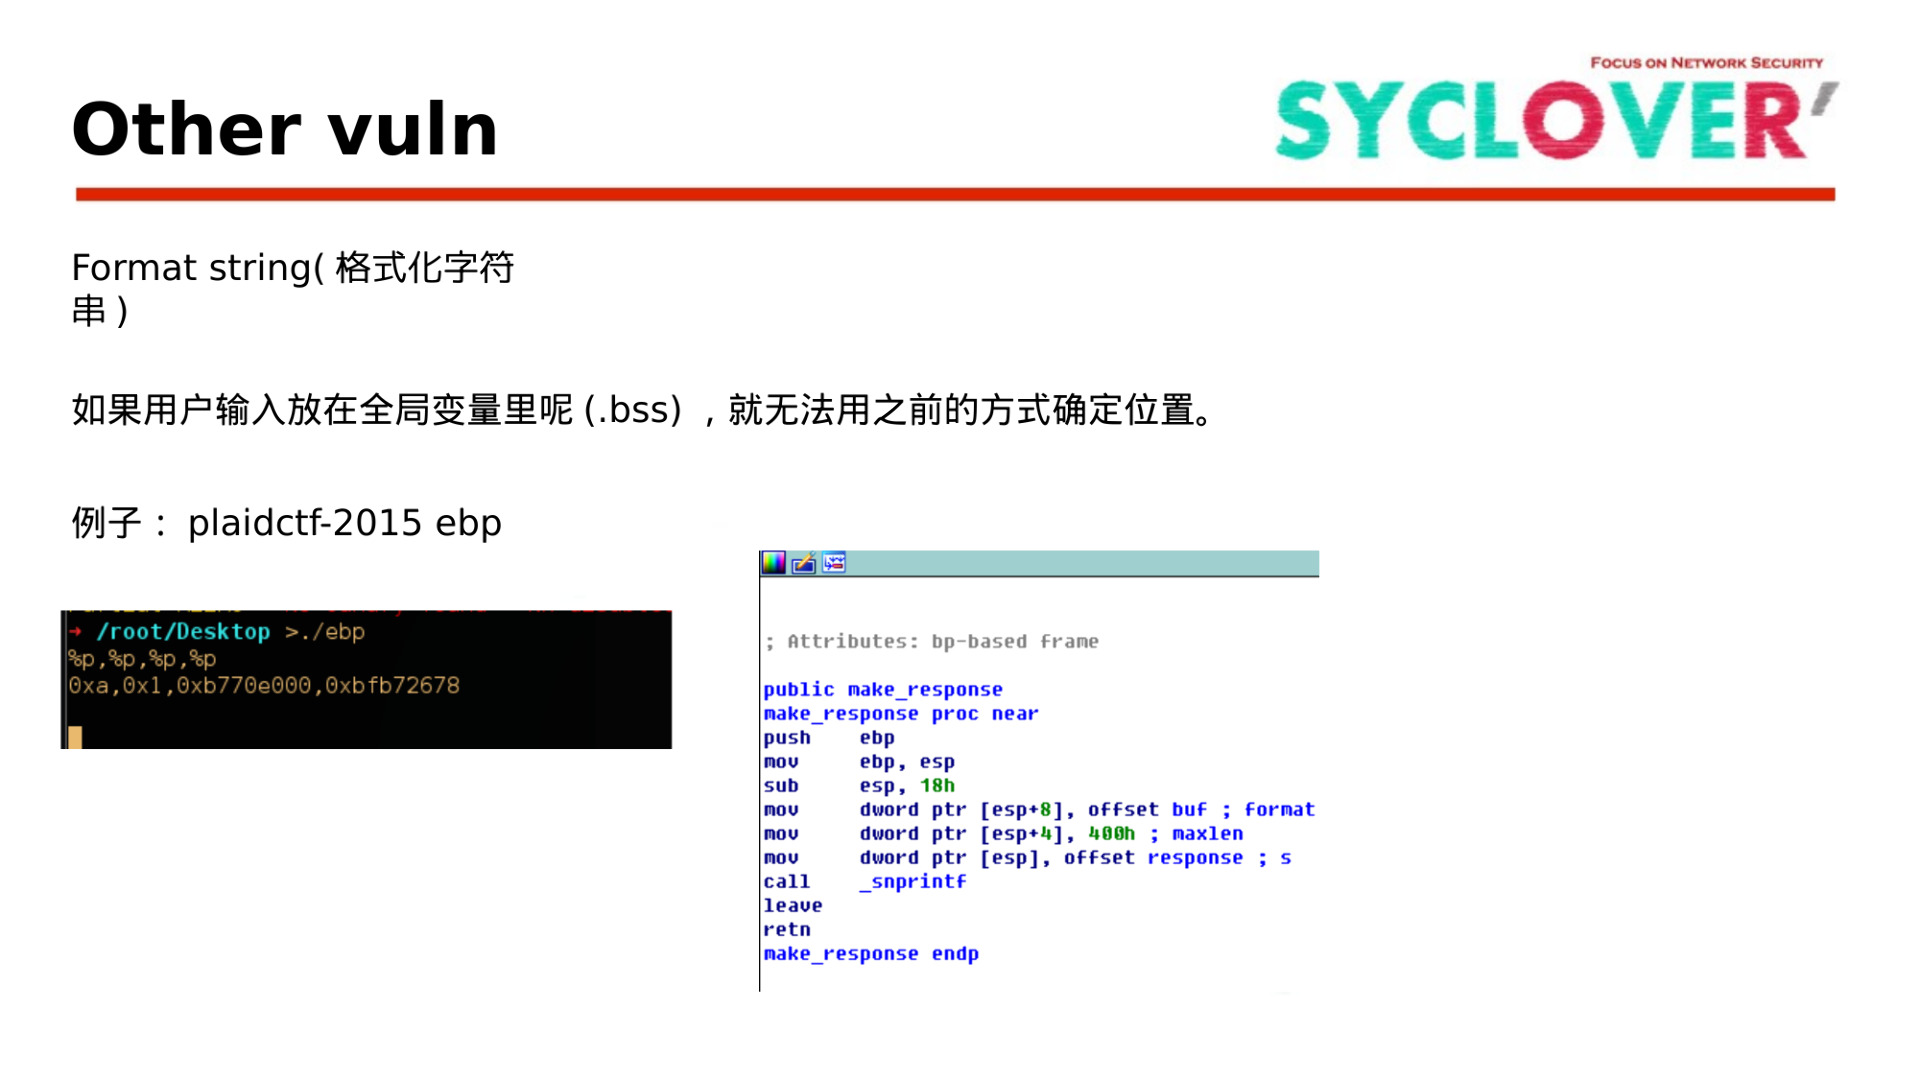 FOCUS ON NETWORK SECURITY
SYCLOVER'
Other vuln
Format string( 格式化字符
串 )
如果用户输入放在全局变量里呢 (.bss) ，就无法用之前的方式确定位置。
例子： plaidctf-2015 ebp
→ /root/Desktop >./ebp
%p,%p,%p,%p
0xa,0x1,0xb770e000,0xbfb72678
; Attributes: bp-based frame
public make_response
make_response proc near
push ebp
mov ebp, esp
sub esp, 18h
mov dword ptr [esp+8], offset buf ; format
mov dword ptr [esp+4], 400h ; maxlen
mov dword ptr [esp], offset response ; s
call _snprintf
leave
retn
make_response endp